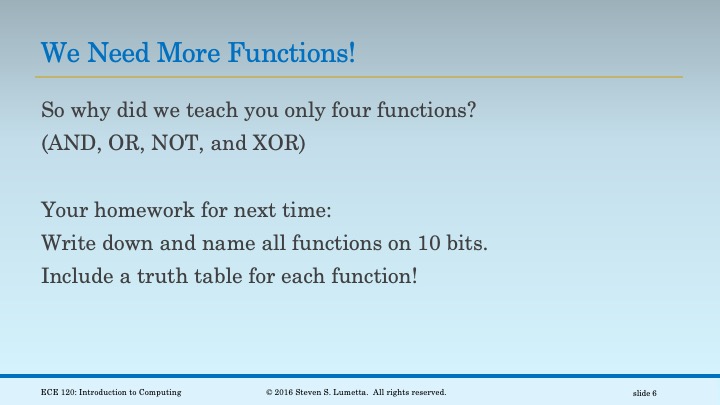 We Need More Functions!
So why did we teach you only four functions?
(AND, OR, NOT, and XOR)
Your homework for next time:
Write down and name all functions on 10 bits.
Include a truth table for each function!
ECE 120: Introduction to Computing
© 2016 Steven S. Lumetta.  All rights reserved.
slide 6